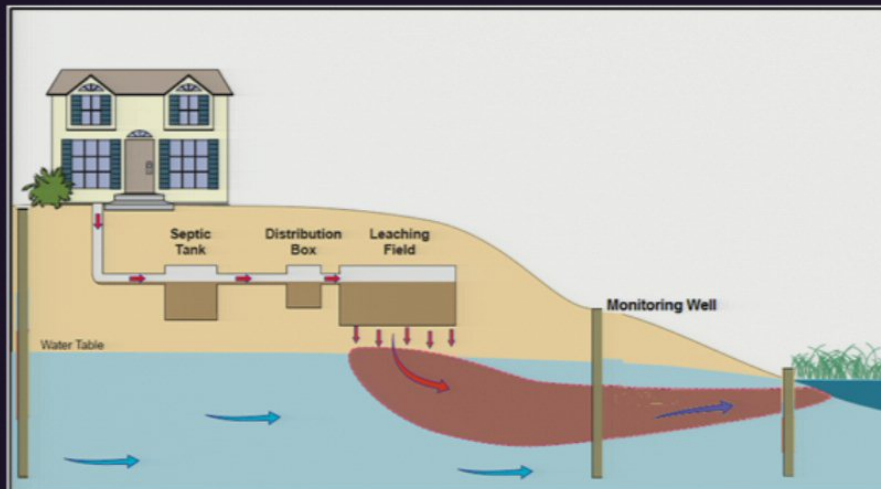 Septic
Tank
Distribution
Box
Leaching
Field
Monitoring Well
Water Table